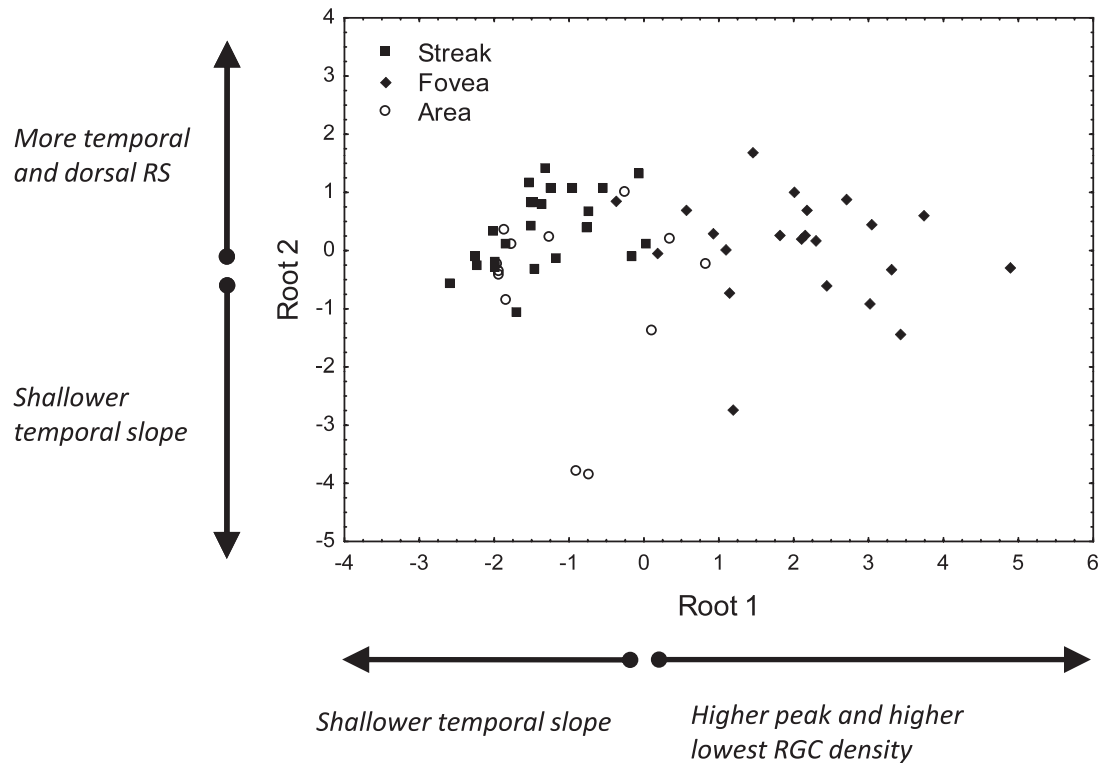 4
3
2
1
0
-1
-2
-3
-4
-5
Streak
Fovea
Area
More temporal
and dorsal RS
Shallower
temporal slope
Root 2
-4 -3 -2 -1 0 1 2 3 4 5 6
Root 1
Shallower temporal slope
Higher peak and higher
lowest RGC density